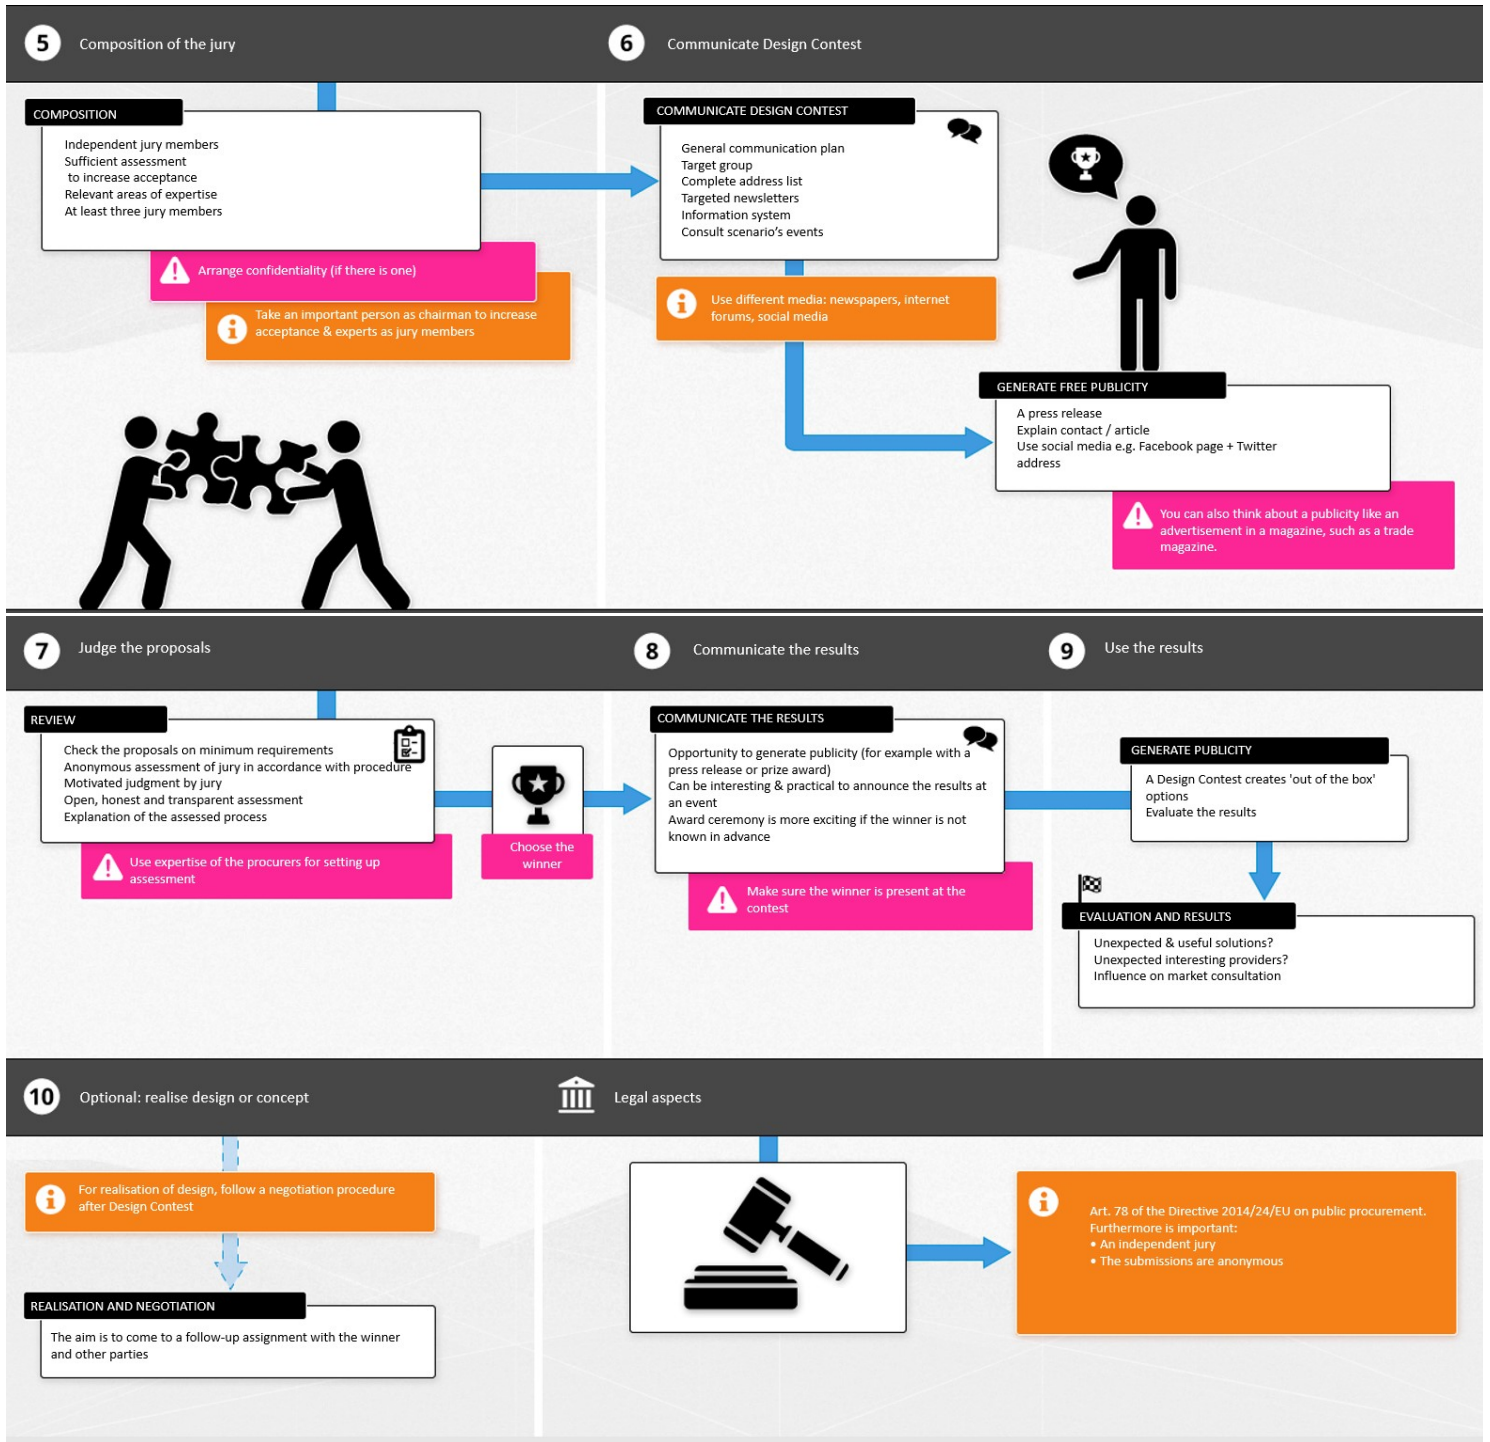 5
Composition of the jury
COMPOSITION
Independent jury members
Sufficient assessment
to increase acceptance
Relevant areas of expertise
At least three jury members
Arrange confidentiality (if there is one)
Take an important person as chairman to increase
acceptance & experts as jury members
6
Communicate Design Contest
COMMUNICATE DESIGN CONTEST
General communication plan
Target group
Complete address list
Targeted newsletters
Information system
Consult scenario's events
Use different media: newspapers, internet
forums, social media
GENERATE FREE PUBLICITY
A press release
Explain contact / article
Use social media e.g. Facebook page + Twitter
address
You can also think about a publicity like an
advertisement in a magazine, such as a trade
magazine.
7
Judge the proposals
REVIEW
Check the proposals on minimum requirements
Anonymous assessment of jury in accordance with procedure
Motivated judgment by jury
Open, honest and transparent assessment
Explanation of the assessed process
Use expertise of the procurers for setting up
assessment
Choose the
winner
8
Communicate the results
COMMUNICATE THE RESULTS
Opportunity to generate publicity (for example with a
press release or prize award)
Can be interesting & practical to announce the results at
an event
Award ceremony is more exciting if the winner is not
known in advance
Make sure the winner is present at the
contest
9
Use the results
GENERATE PUBLICITY
A Design Contest creates 'out of the box'
options
Evaluate the results
EVALUATION AND RESULTS
Unexpected & useful solutions?
Unexpected interesting providers?
Influence on market consultation
10
Optional: realise design or concept
For realisation of design, follow a negotiation procedure
after Design Contest
REALISATION AND NEGOTIATION
The aim is to come to a follow-up assignment with the winner
and other parties
Legal aspects
Art. 78 of the Directive 2014/24/EU on public procurement.
Furthermore is important:
• An independent jury
• The submissions are anonymous